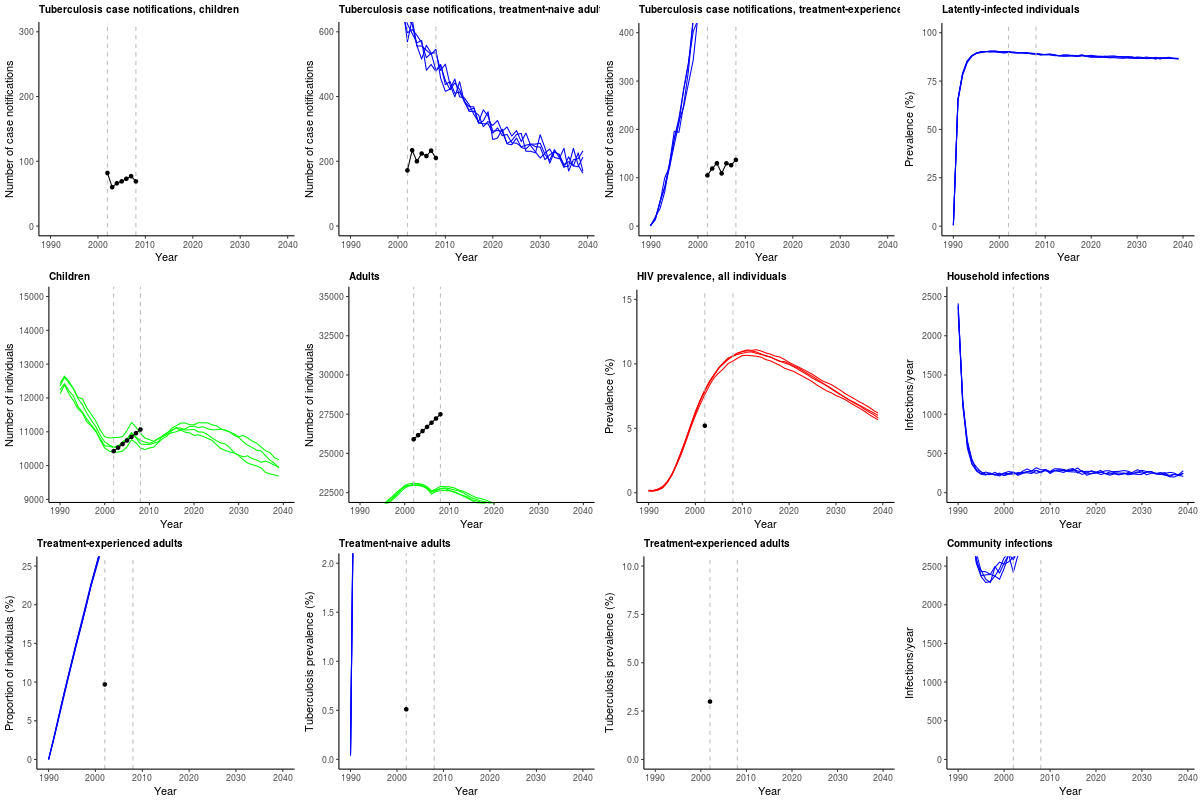 Tuberculosis case notifications, children
Number of case notifications
300
200
100
0
1990 2000 2010 2020 2030 2040
Year
Tuberculosis case notifications, treatment-naive
Number of case notifications
600
400
200
0
1990 2000 2010 2020 2030 2040
Year
Tuberculosis case notifications,
Number of case notifications
400
300
200
100
0
1990 2000 2010 2020 2030 2040
Year
Latently-infected individuals
Prevalence (%)
100
75
50
25
0
1990 2000 2010 2020 2030 2040
Year
Children
Number of individuals
15000
14000
13000
12000
11000
10000
9000
1990 2000 2010 2020 2030 2040
Year
Adults
Number of individuals
35000
32500
30000
27500
25000
22500
1990 2000 2010 2020 2030 2040
Year
HIV prevalence, all individuals
Prevalence (%)
15
10
5
0
1990 2000 2010 2020 2030 2040
Year
Household infections
Infections/year
2500
2000
1500
1000
500
0
1990 2000 2010 2020 2030 2040
Year
Treatment-experienced adults
Proportion of individuals (%)
25
20
15
10
5
0
1990 2000 2010 2020 2030 2040
Year
Treatment-naive adults
Tuberculosis prevalence (%)
2.0
1.5
1.0
0.5
0.0
1990 2000 2010 2020 2030 2040
Year
Treatment-experienced adults
Tuberculosis prevalence (%)
10.0
7.5
5.0
2.5
0.0
1990 2000 2010 2020 2030 2040
Year
Community infections
Infections/year
2500
2000
1500
1000
500
0
1990 2000 2010 2020 2030 2040
Year